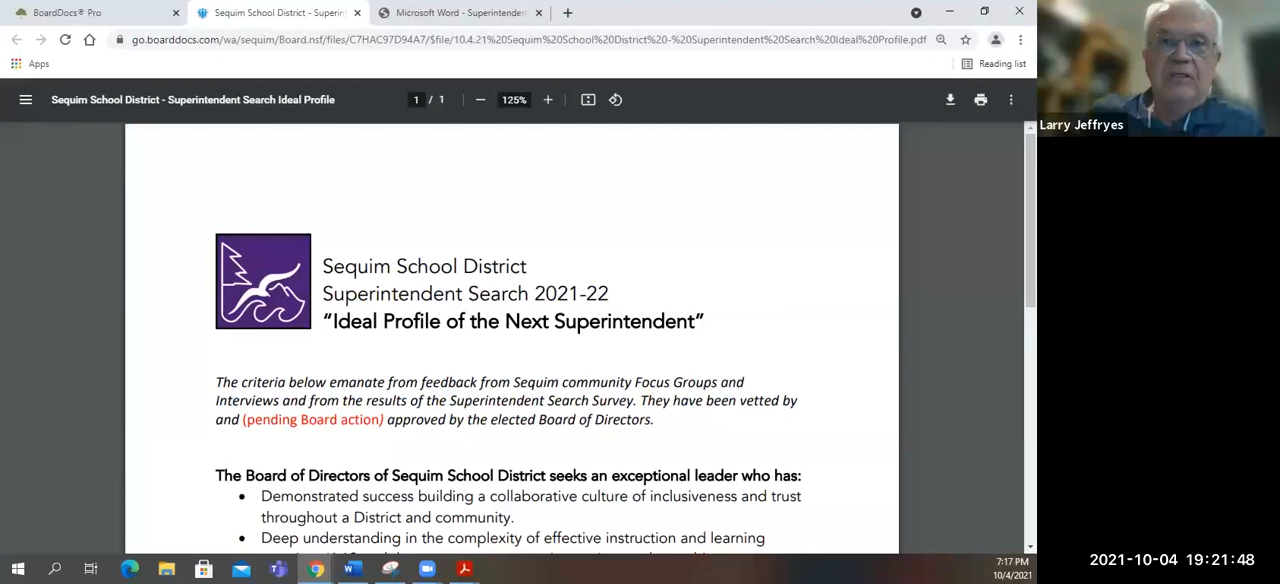 BoardDocs® Pro
Sequim School District - Superin
Microsoft Word - Superintenden
go.boarddocs.com/wa/sequim/Board.nsf/files/C7HAC97D94A7/$file/10.4.21%20Sequim%20School%20District%20-%20Superintendent%20Search%20Ideal%20Profile.pdf
Apps
Reading list
Sequim School District - Superintendent Search Ideal Profile
1 / 1
125%
Larry Jeffryes
Sequim School District
Superintendent Search 2021-22
“Ideal Profile of the Next Superintendent”
The criteria below emanate from feedback from Sequim community Focus Groups and
Interviews and from the results of the Superintendent Search Survey. They have been vetted by
and (pending Board action) approved by the elected Board of Directors.
The Board of Directors of Sequim School District seeks an exceptional leader who has:
• Demonstrated success building a collaborative culture of inclusiveness and trust
throughout a District and community.
• Deep understanding in the complexity of effective instruction and learning
7:17 PM
10/4/2021
2021-10-04 19:21:48